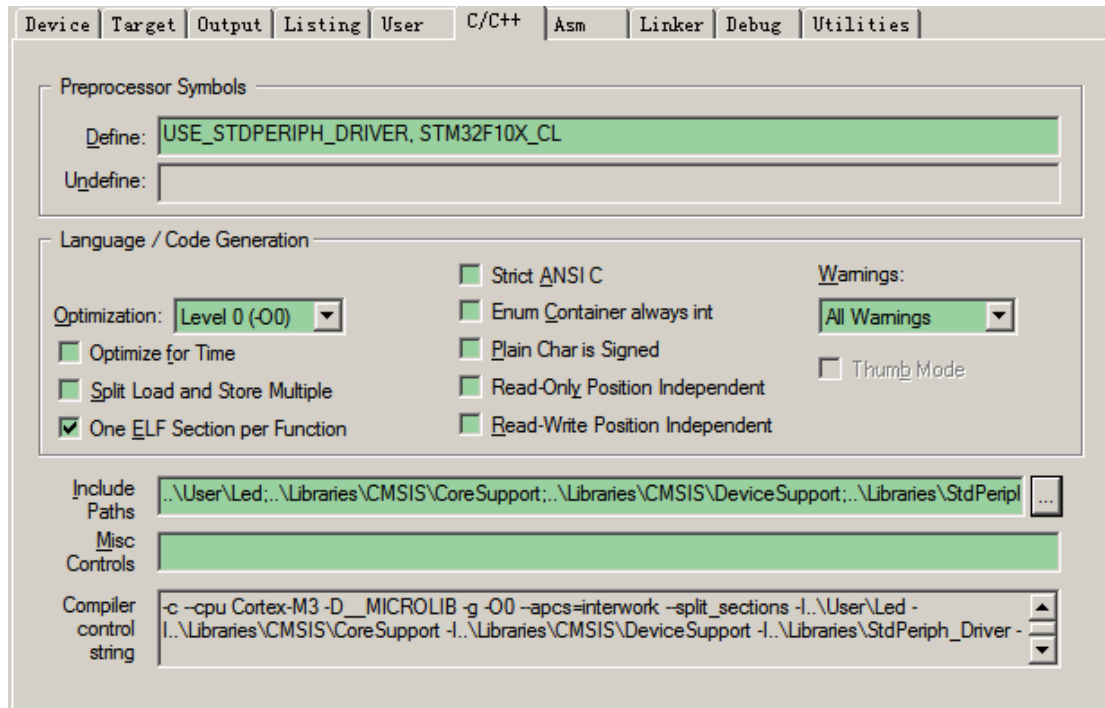 Device Target Output Listing User C/C++ Asm Linker Debug Utilities
Preprocessor Symbols
Define: USE_STDPERIPH_DRIVER, STM32F10X_CL
Undefine:
Language / Code Generation
Strict ANSI C Warnings:
Optimization: Level 0 (-O0) Enum Container always int All Warnings
Optimize for Time Plain Char is Signed Thumb Mode
Split Load and Store Multiple Read-Only Position Independent
One ELF Section per Function Read-Write Position Independent
Include Paths ..\User\Led;..\Libraries\CMSIS\CoreSupport;..\Libraries\CMSIS\DeviceSupport;..\Libraries\StdPeripl ...
Misc Controls
Compiler control string -c --cpu Cortex-M3 -D__MICROLIB -g -O0 --apcs=interwork --split_sections -I..\User\Led -
I..\Libraries\CMSIS\CoreSupport -I..\Libraries\CMSIS\DeviceSupport -I..\Libraries\StdPeriph_Driver -